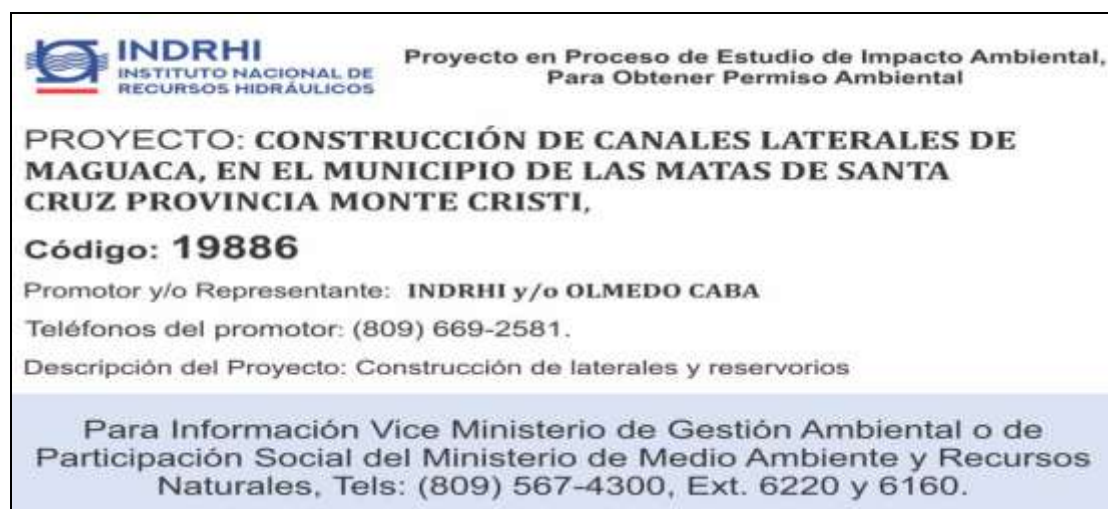 INDRHI
INSTITUTO NACIONAL DE
RECURSOS HIDRÁULICOS
Proyecto en Proceso de Estudio de Impacto Ambiental,
Para Obtener Permiso Ambiental
PROYECTO: CONSTRUCCIÓN DE CANALES LATERALES DE
MAGUACA, EN EL MUNICIPIO DE LAS MATAS DE SANTA
CRUZ PROVINCIA MONTE CRISTI,
Código: 19886
Promotor y/o Representante: INDRHI y/o OLMEDO CABA
Teléfonos del promotor: (809) 669-2581.
Descripción del Proyecto: Construcción de laterales y reservorios
Para Información Vice Ministerio de Gestión Ambiental o de
Participación Social del Ministerio de Medio Ambiente y Recursos
Naturales, Tels: (809) 567-4300, Ext. 6220 y 6160.